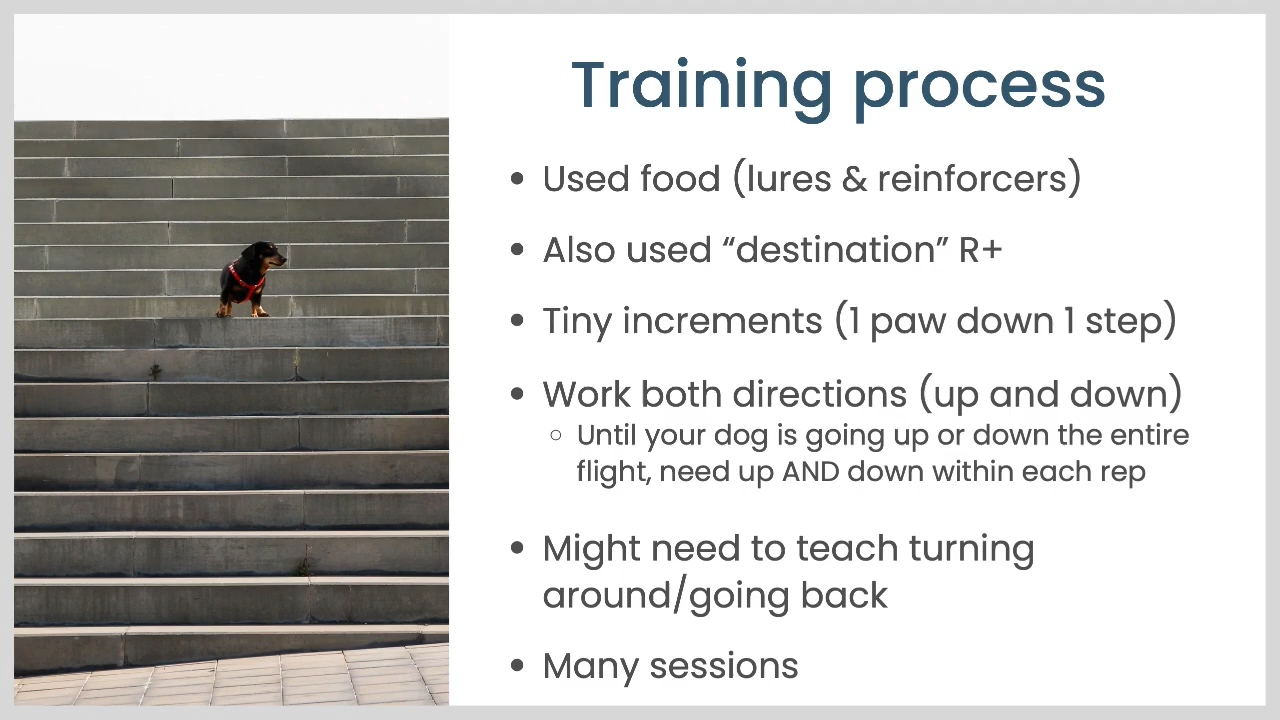 Training process
• Used food (lures & reinforcers)
• Also used “destination” R+
• Tiny increments (1 paw down 1 step)
• Work both directions (up and down)
○ Until your dog is going up or down the entire
flight, need up AND down within each rep
• Might need to teach turning
around/going back
• Many sessions